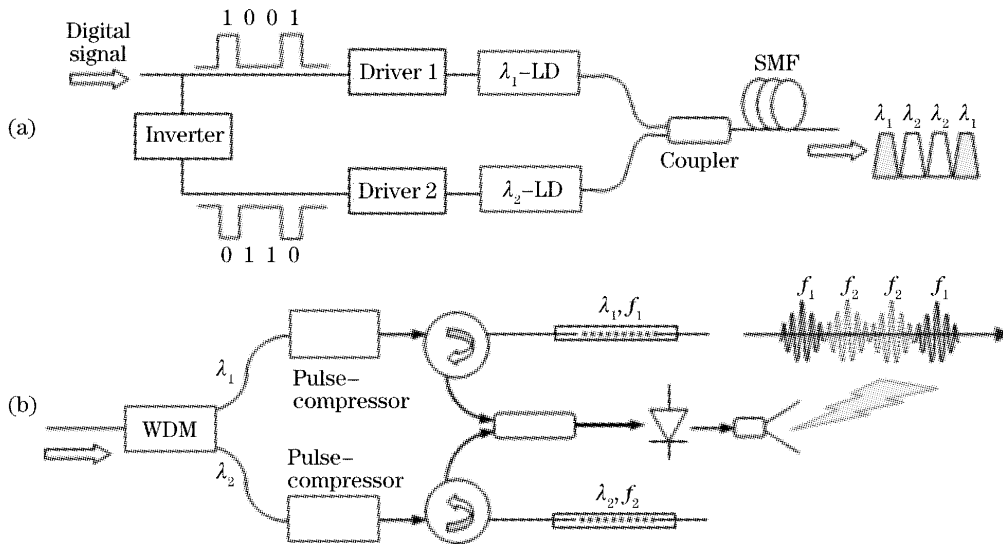 Digital
signal
1 0 0 1
Driver 1
λ₁–LD
SMF
(a)
Inverter
Coupler
λ₁ λ₂ λ₂ λ₁
Driver 2
λ₂–LD
0 1 1 0
λ₁, f₁
f₁ f₂ f₂ f₁
λ₁
Pulse–
compressor
(b)
WDM
Pulse–
compressor
λ₂
λ₂, f₂